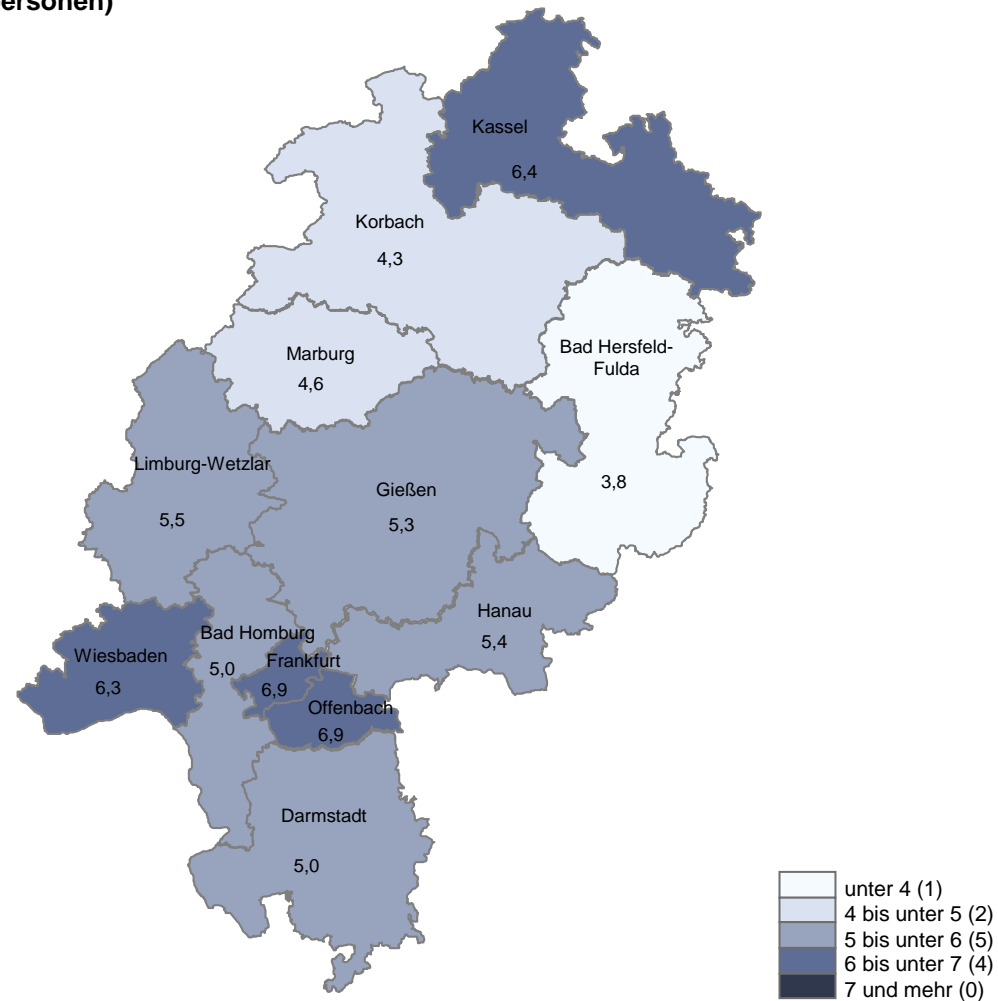 ersonen)
Kassel
6,4
Korbach
4,3
Bad Hersfeld-
Fulda
3,8
Marburg
4,6
Limburg-Wetzlar
5,5
Gießen
5,3
Hanau
5,4
Bad Homburg
5,0
Wiesbaden
6,3
Frankfurt
6,9
Offenbach
6,9
Darmstadt
5,0
unter 4 (1)
4 bis unter 5 (2)
5 bis unter 6 (5)
6 bis unter 7 (4)
7 und mehr (0)